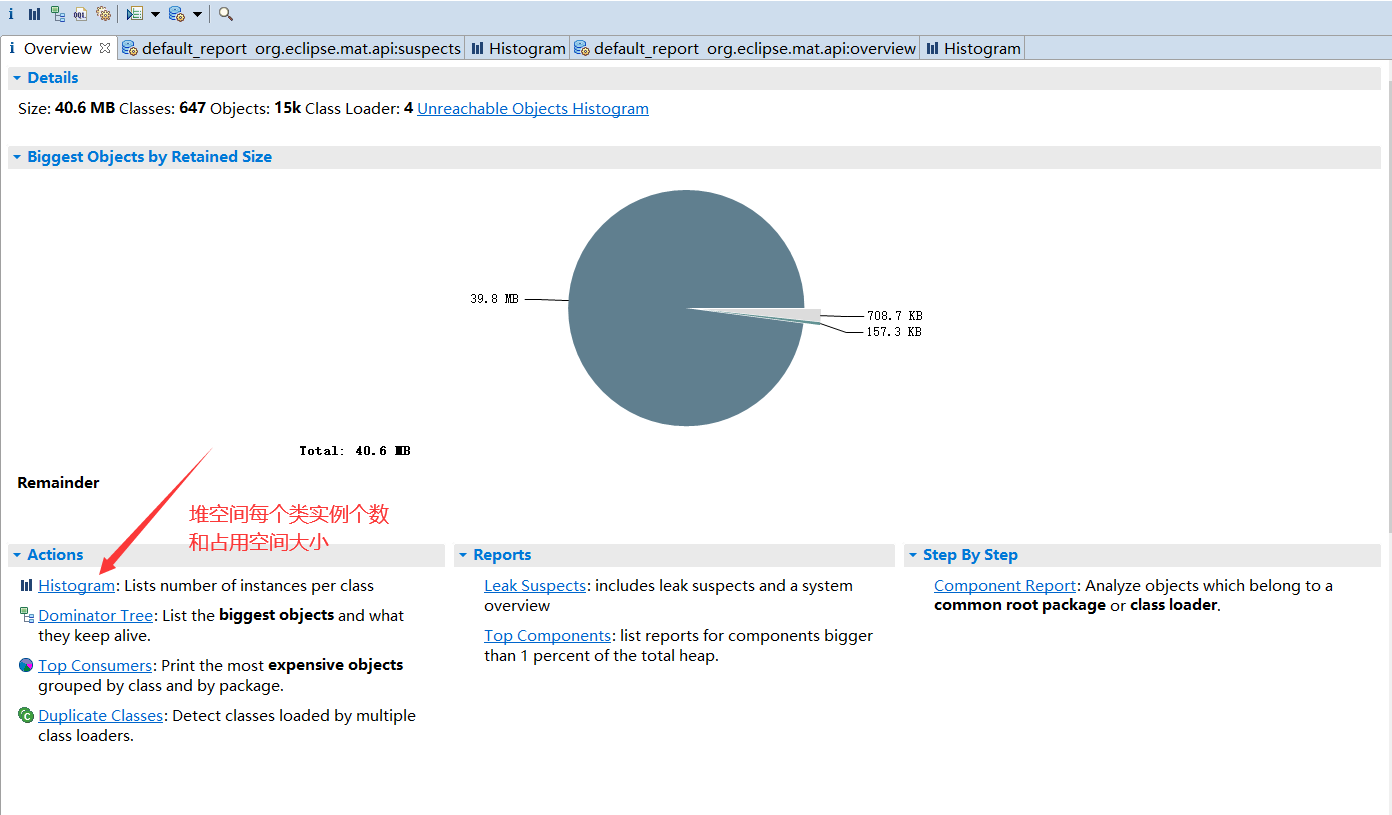 Overview
default_report org.eclipse.mat.api:suspects
Histogram
default_report org.eclipse.mat.api:overview
Histogram
Details
Size: 40.6 MB Classes: 647 Objects: 15k Class Loader: 4 Unreachable Objects Histogram
Biggest Objects by Retained Size
39.8 MB
708.7 KB
157.3 KB
Total: 40.6 MB
Remainder
堆空间每个类实例个数
和占用空间大小
Actions
Histogram: Lists number of instances per class
Dominator Tree: List the biggest objects and what
they keep alive.
Top Consumers: Print the most expensive objects
grouped by class and by package.
Duplicate Classes: Detect classes loaded by multiple
class loaders.
Reports
Leak Suspects: includes leak suspects and a system
overview
Top Components: list reports for components bigger
than 1 percent of the total heap.
Step By Step
Component Report: Analyze objects which belong to a
common root package or class loader.